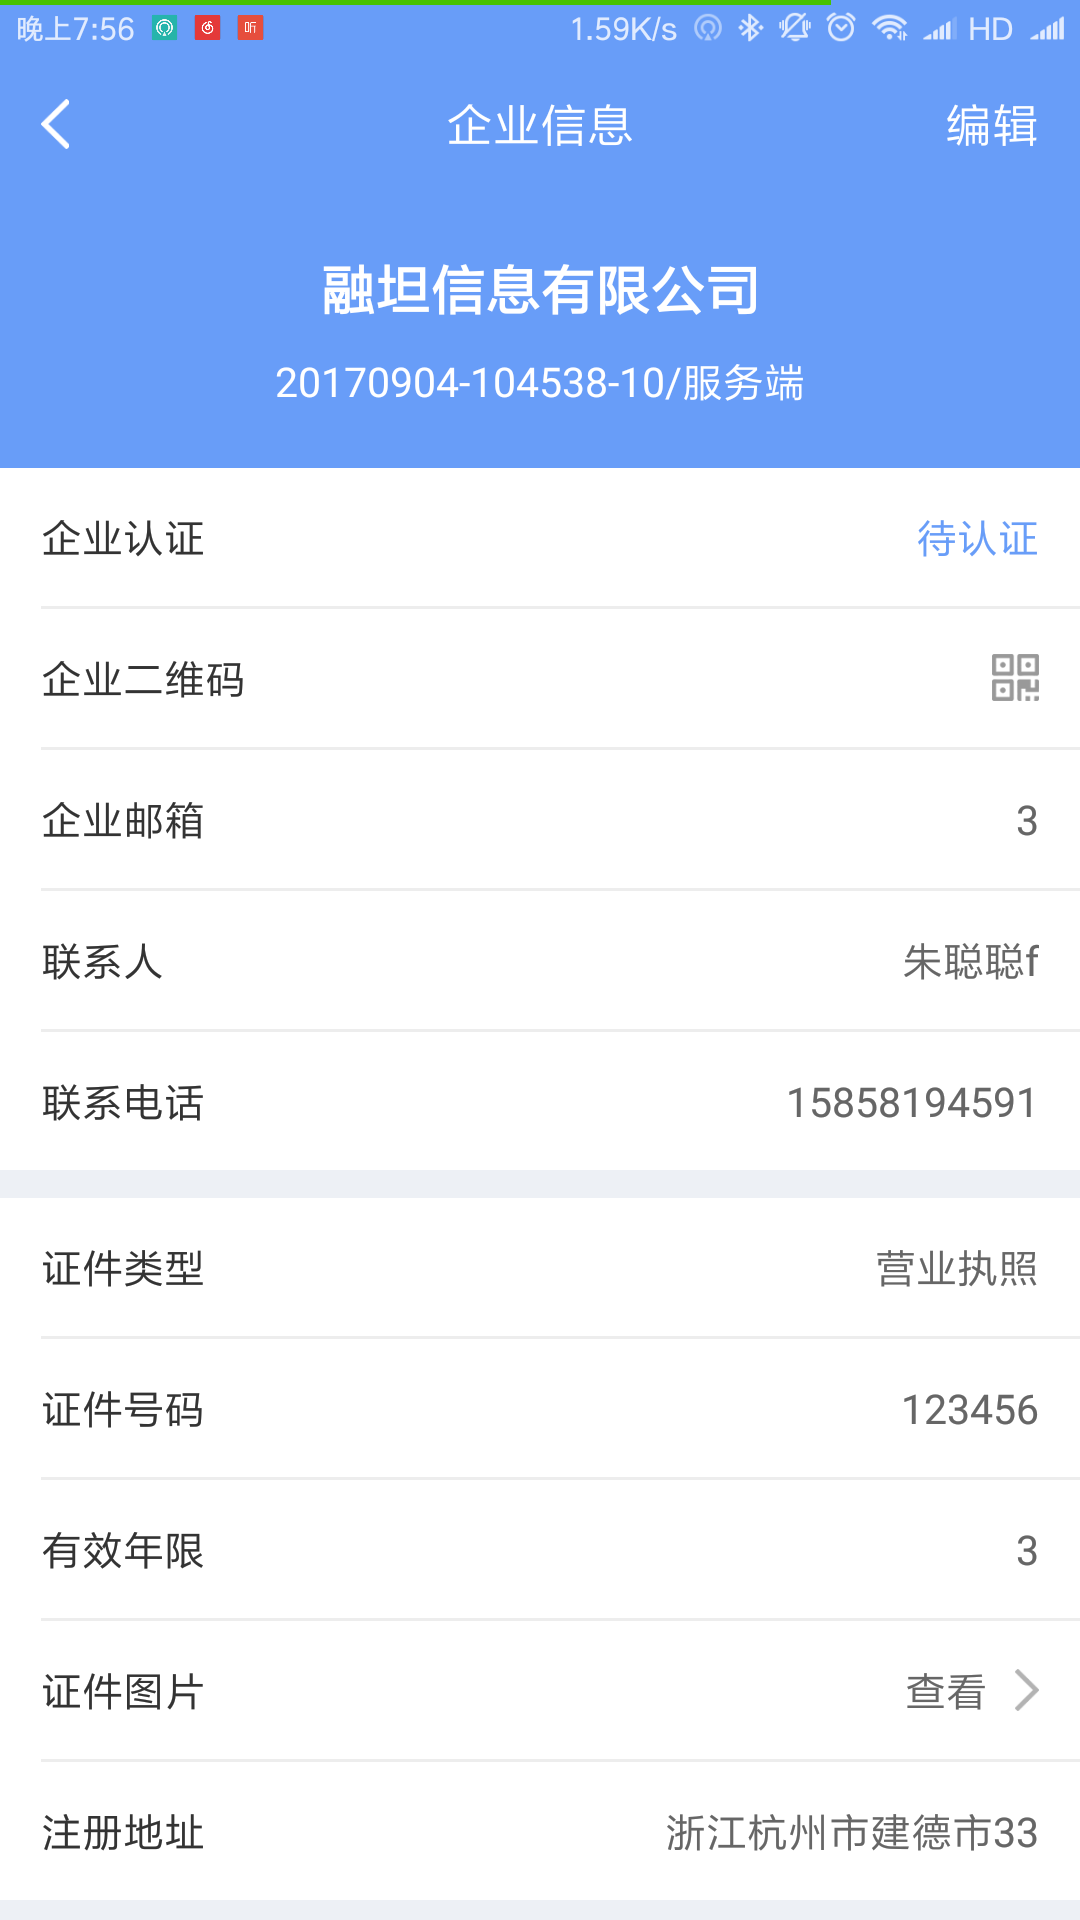 晚上7:56 听 1.59K/s HD
企业信息 编辑
融坦信息有限公司
20170904-104538-10/服务端
企业认证 待认证
企业二维码
企业邮箱 3
联系人 朱聪聪f
联系电话 15858194591
证件类型 营业执照
证件号码 123456
有效年限 3
证件图片 查看
注册地址 浙江杭州市建德市33